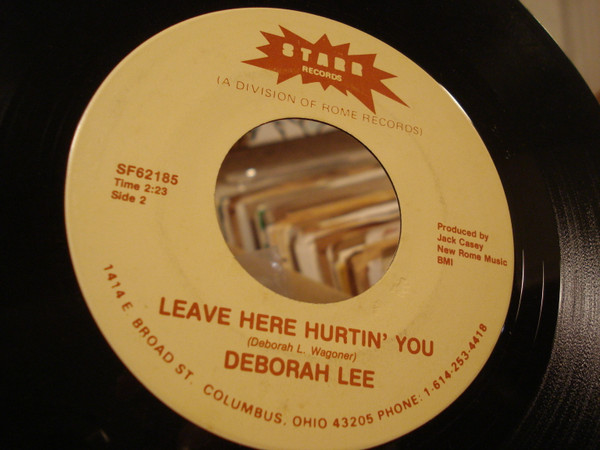 STARR
RECORDS
(A DIVISION OF ROME RECORDS)
SF62185
Time 2:23
Side 2
Produced by
Jack Casey
New Rome Music
BMI
LEAVE HERE HURTIN' YOU
(Deborah L. Wagoner)
DEBORAH LEE
1414 E. BROAD ST. COLUMBUS, OHIO 43205 PHONE: 1-614-253-4418